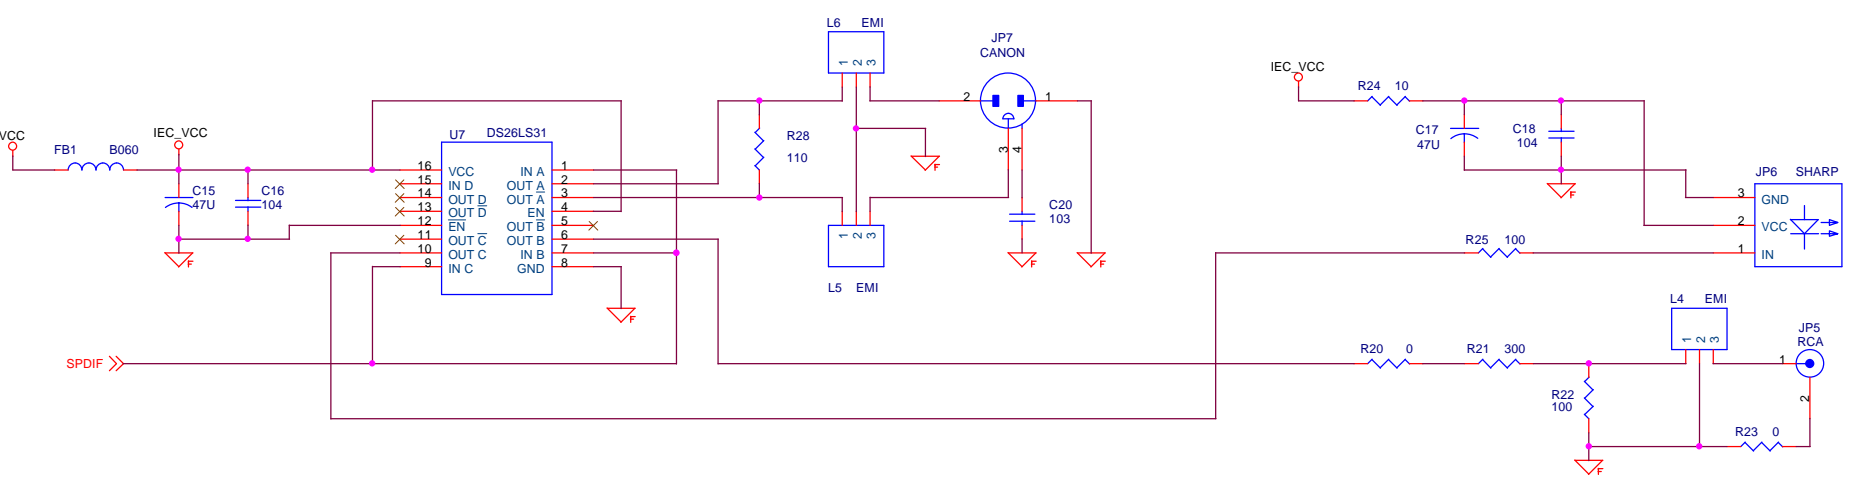 VCC
FB1 B060
IEC_VCC
C15
47U
C16
104
U7 DS26LS31
16 VCC
15 IN D
14 OUT D
13 OUT D
12 EN
11 OUT C
10 OUT C
9 IN C
IN A 1
OUT A 2
OUT A 3
EN 4
OUT B 5
OUT B 6
IN B 7
GND 8
F
F
SPDIF
L6 EMI
1 2 3
R28
110
L5 EMI
1 2 3
JP7
CANON
2 1
3 4
F
C20
103
F
F
IEC_VCC
R24 10
C17
47U
C18
104
F
JP6 SHARP
3 GND
2 VCC
1 IN
R25 100
R20 0
R21 300
R22
100
F
L4 EMI
1 2 3
JP5
RCA
1
2
R23 0